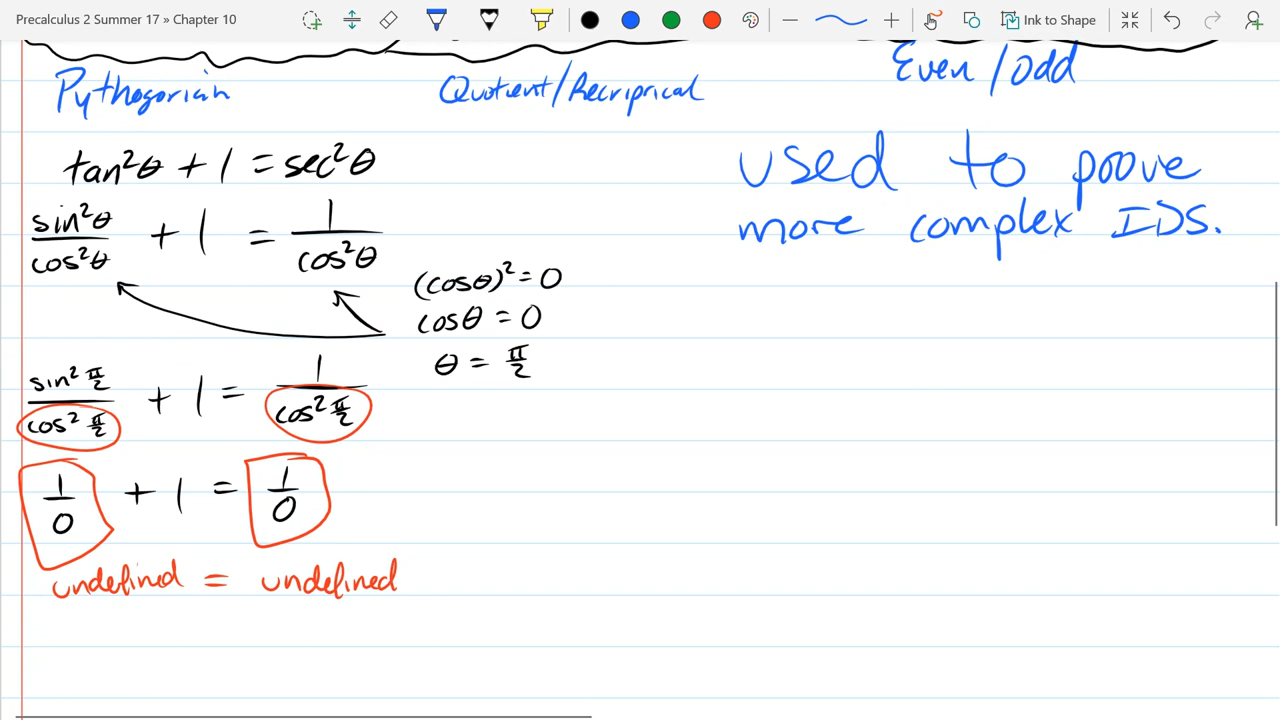 Precalculus 2 Summer 17 » Chapter 10
Ink to Shape
Pythagorian
Quotient/Recriprical
Even/Odd
tan²θ + 1 = sec²θ
sin²θ/cos²θ + 1 = 1/cos²θ
(cosθ)² = 0
cosθ = 0
θ = π/2
sin² π/2 / cos² π/2 + 1 = 1/cos² π/2
1/0 + 1 = 1/0
undefined = undefined
used to proove
more complex IDS.